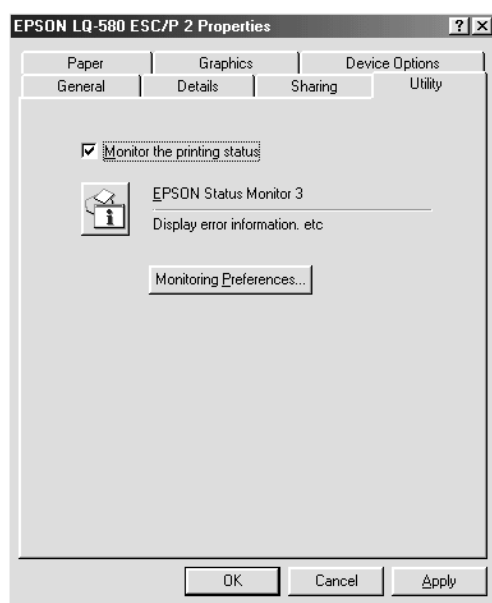 EPSON LQ-580 ESC/P 2 Properties
Paper Graphics Device Options
General Details Sharing Utility
Monitor the printing status
EPSON Status Monitor 3
Display error information. etc
Monitoring Preferences...
OK Cancel Apply